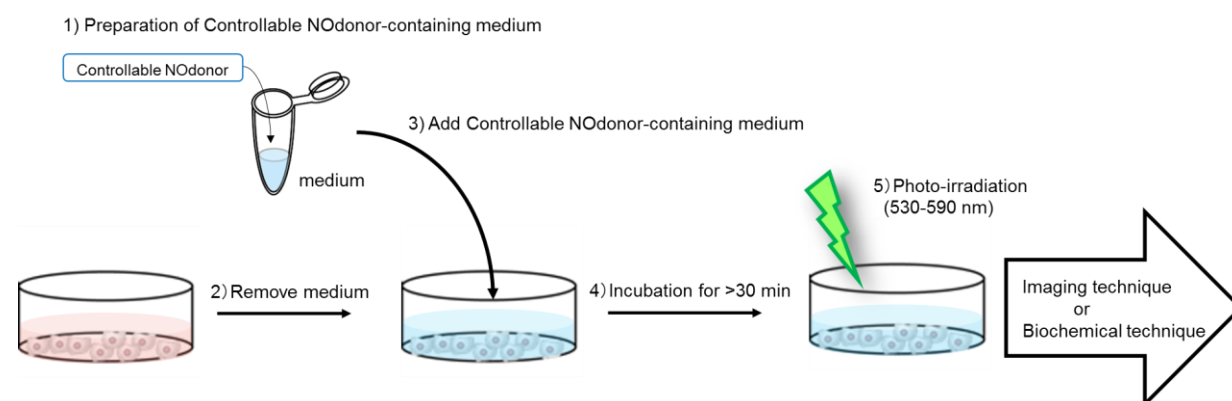 1) Preparation of Controllable NOdonor-containing medium
Controllable NOdonor
medium
3) Add Controllable NOdonor-containing medium
2) Remove medium
4) Incubation for >30 min
5) Photo-irradiation
(530-590 nm)
Imaging technique
or
Biochemical technique